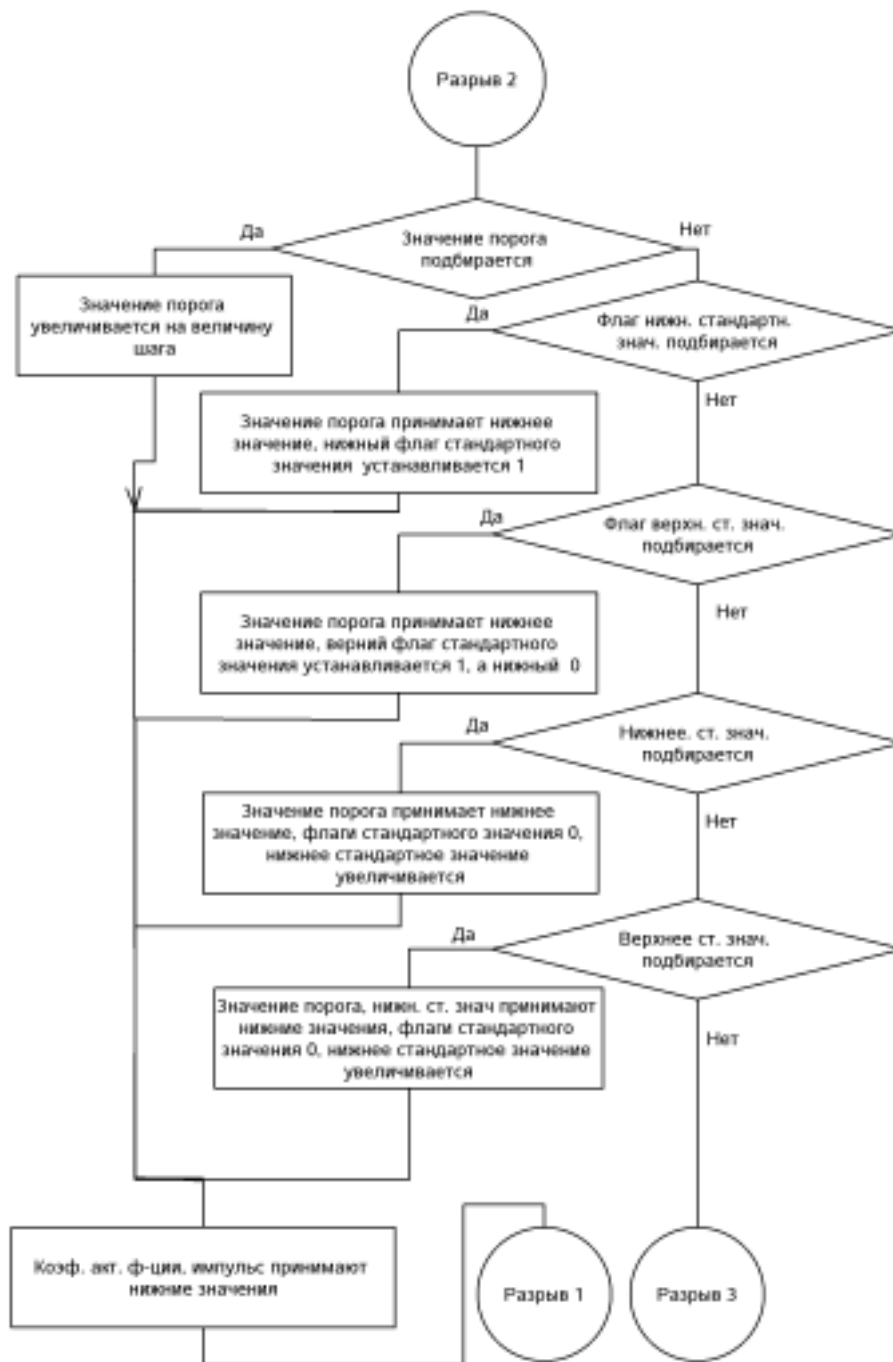 Разрыв 2
Да
Значение порога
подбирается
Нет
Значение порога
увеличивается на величину
шага
Да
Флаг нижн. стандартн.
знач. подбирается
Нет
Значение порога принимает нижнее
значение, нижный флаг стандартного
значения устанавливается 1
Да
Флаг верхн. ст. знач.
подбирается
Нет
Значение порога принимает нижнее
значение, верний флаг стандартного
значения устанавливается 1, а нижный 0
Да
Нижнее. ст. знач.
подбирается
Нет
Значение порога принимает нижнее
значение, флаги стандартного значения 0,
нижнее стандартное значение
увеличивается
Да
Верхнее ст. знач.
подбирается
Нет
Значение порога, нижн. ст. знач принимают
нижние значения, флаги стандартного
значения 0, нижнее стандартное значение
увеличивается
Коэф. акт. ф-ции, импульс принимают
нижние значения
Разрыв 1
Разрыв 3